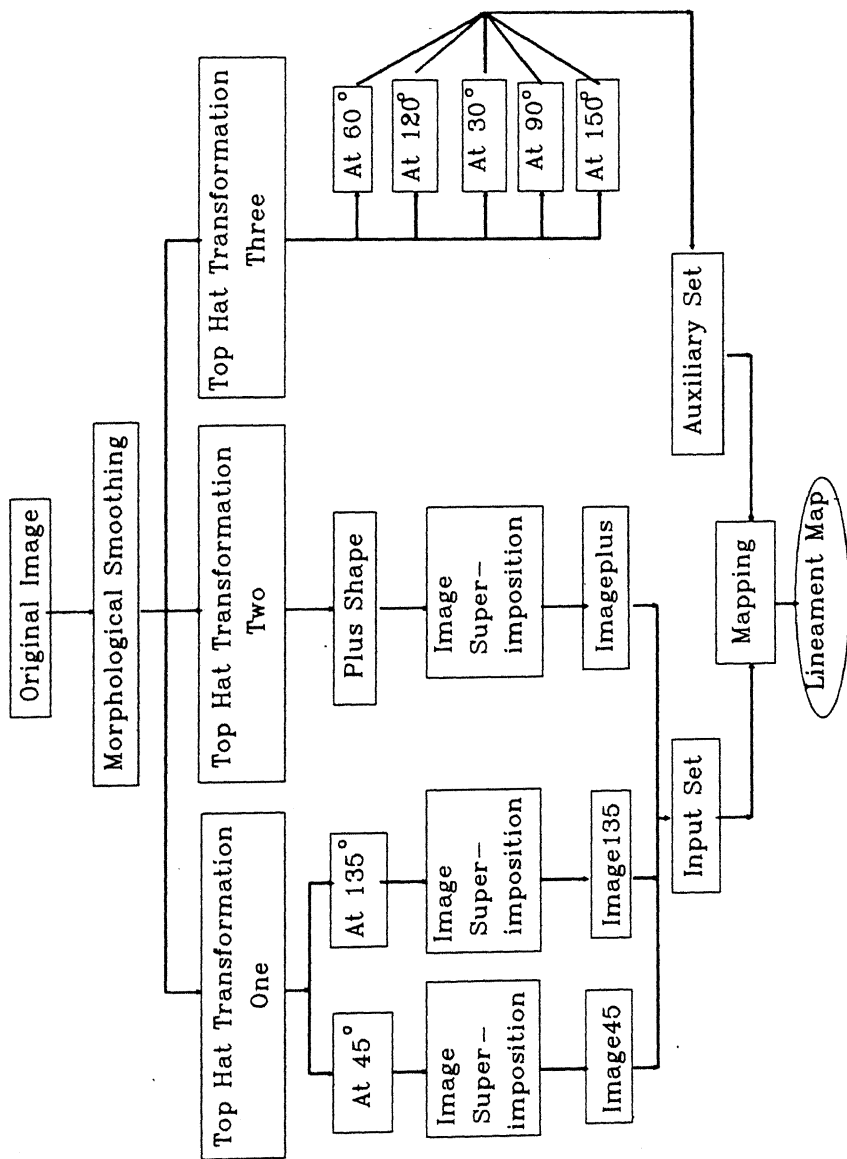 Original Image
Morphological Smoothing
Top Hat Transformation
One
Top Hat Transformation
Two
Top Hat Transformation
Three
At 45°
At 135°
Plus Shape
At 60°
At 120°
At 30°
At 90°
At 150°
Image
Super-
imposition
Image
Super-
imposition
Image
Super-
imposition
Image45
Image135
Imageplus
Input Set
Auxiliary Set
Mapping
Lineament Map